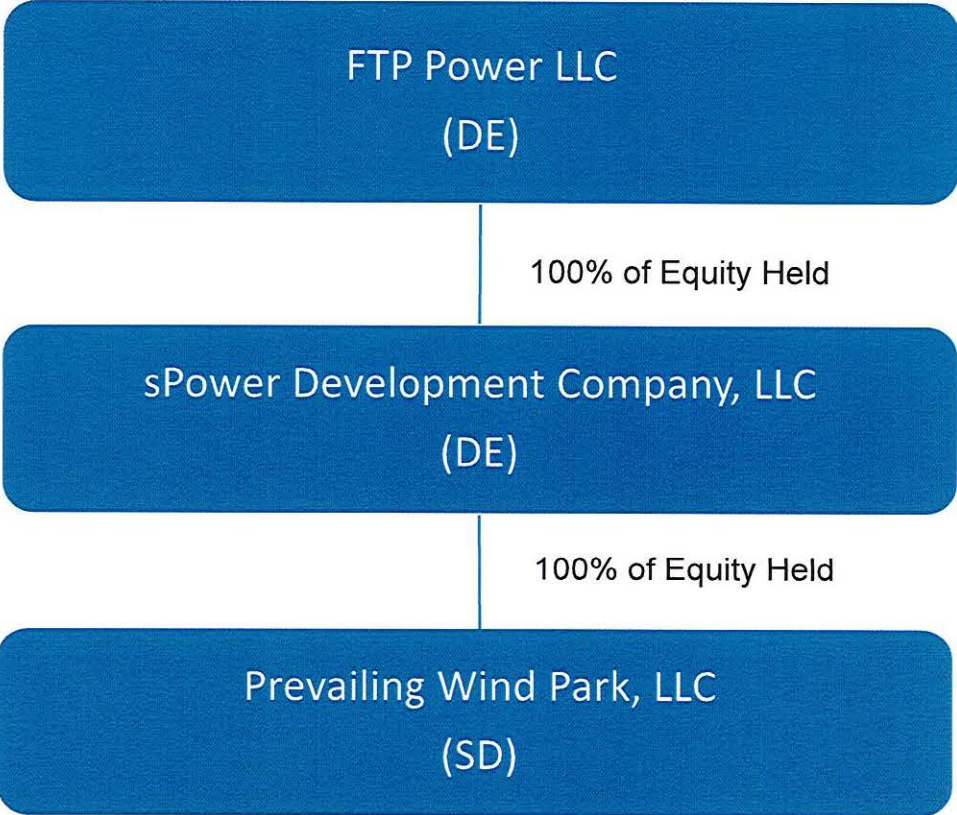 FTP Power LLC
(DE)
100% of Equity Held
sPower Development Company, LLC
(DE)
100% of Equity Held
Prevailing Wind Park, LLC
(SD)